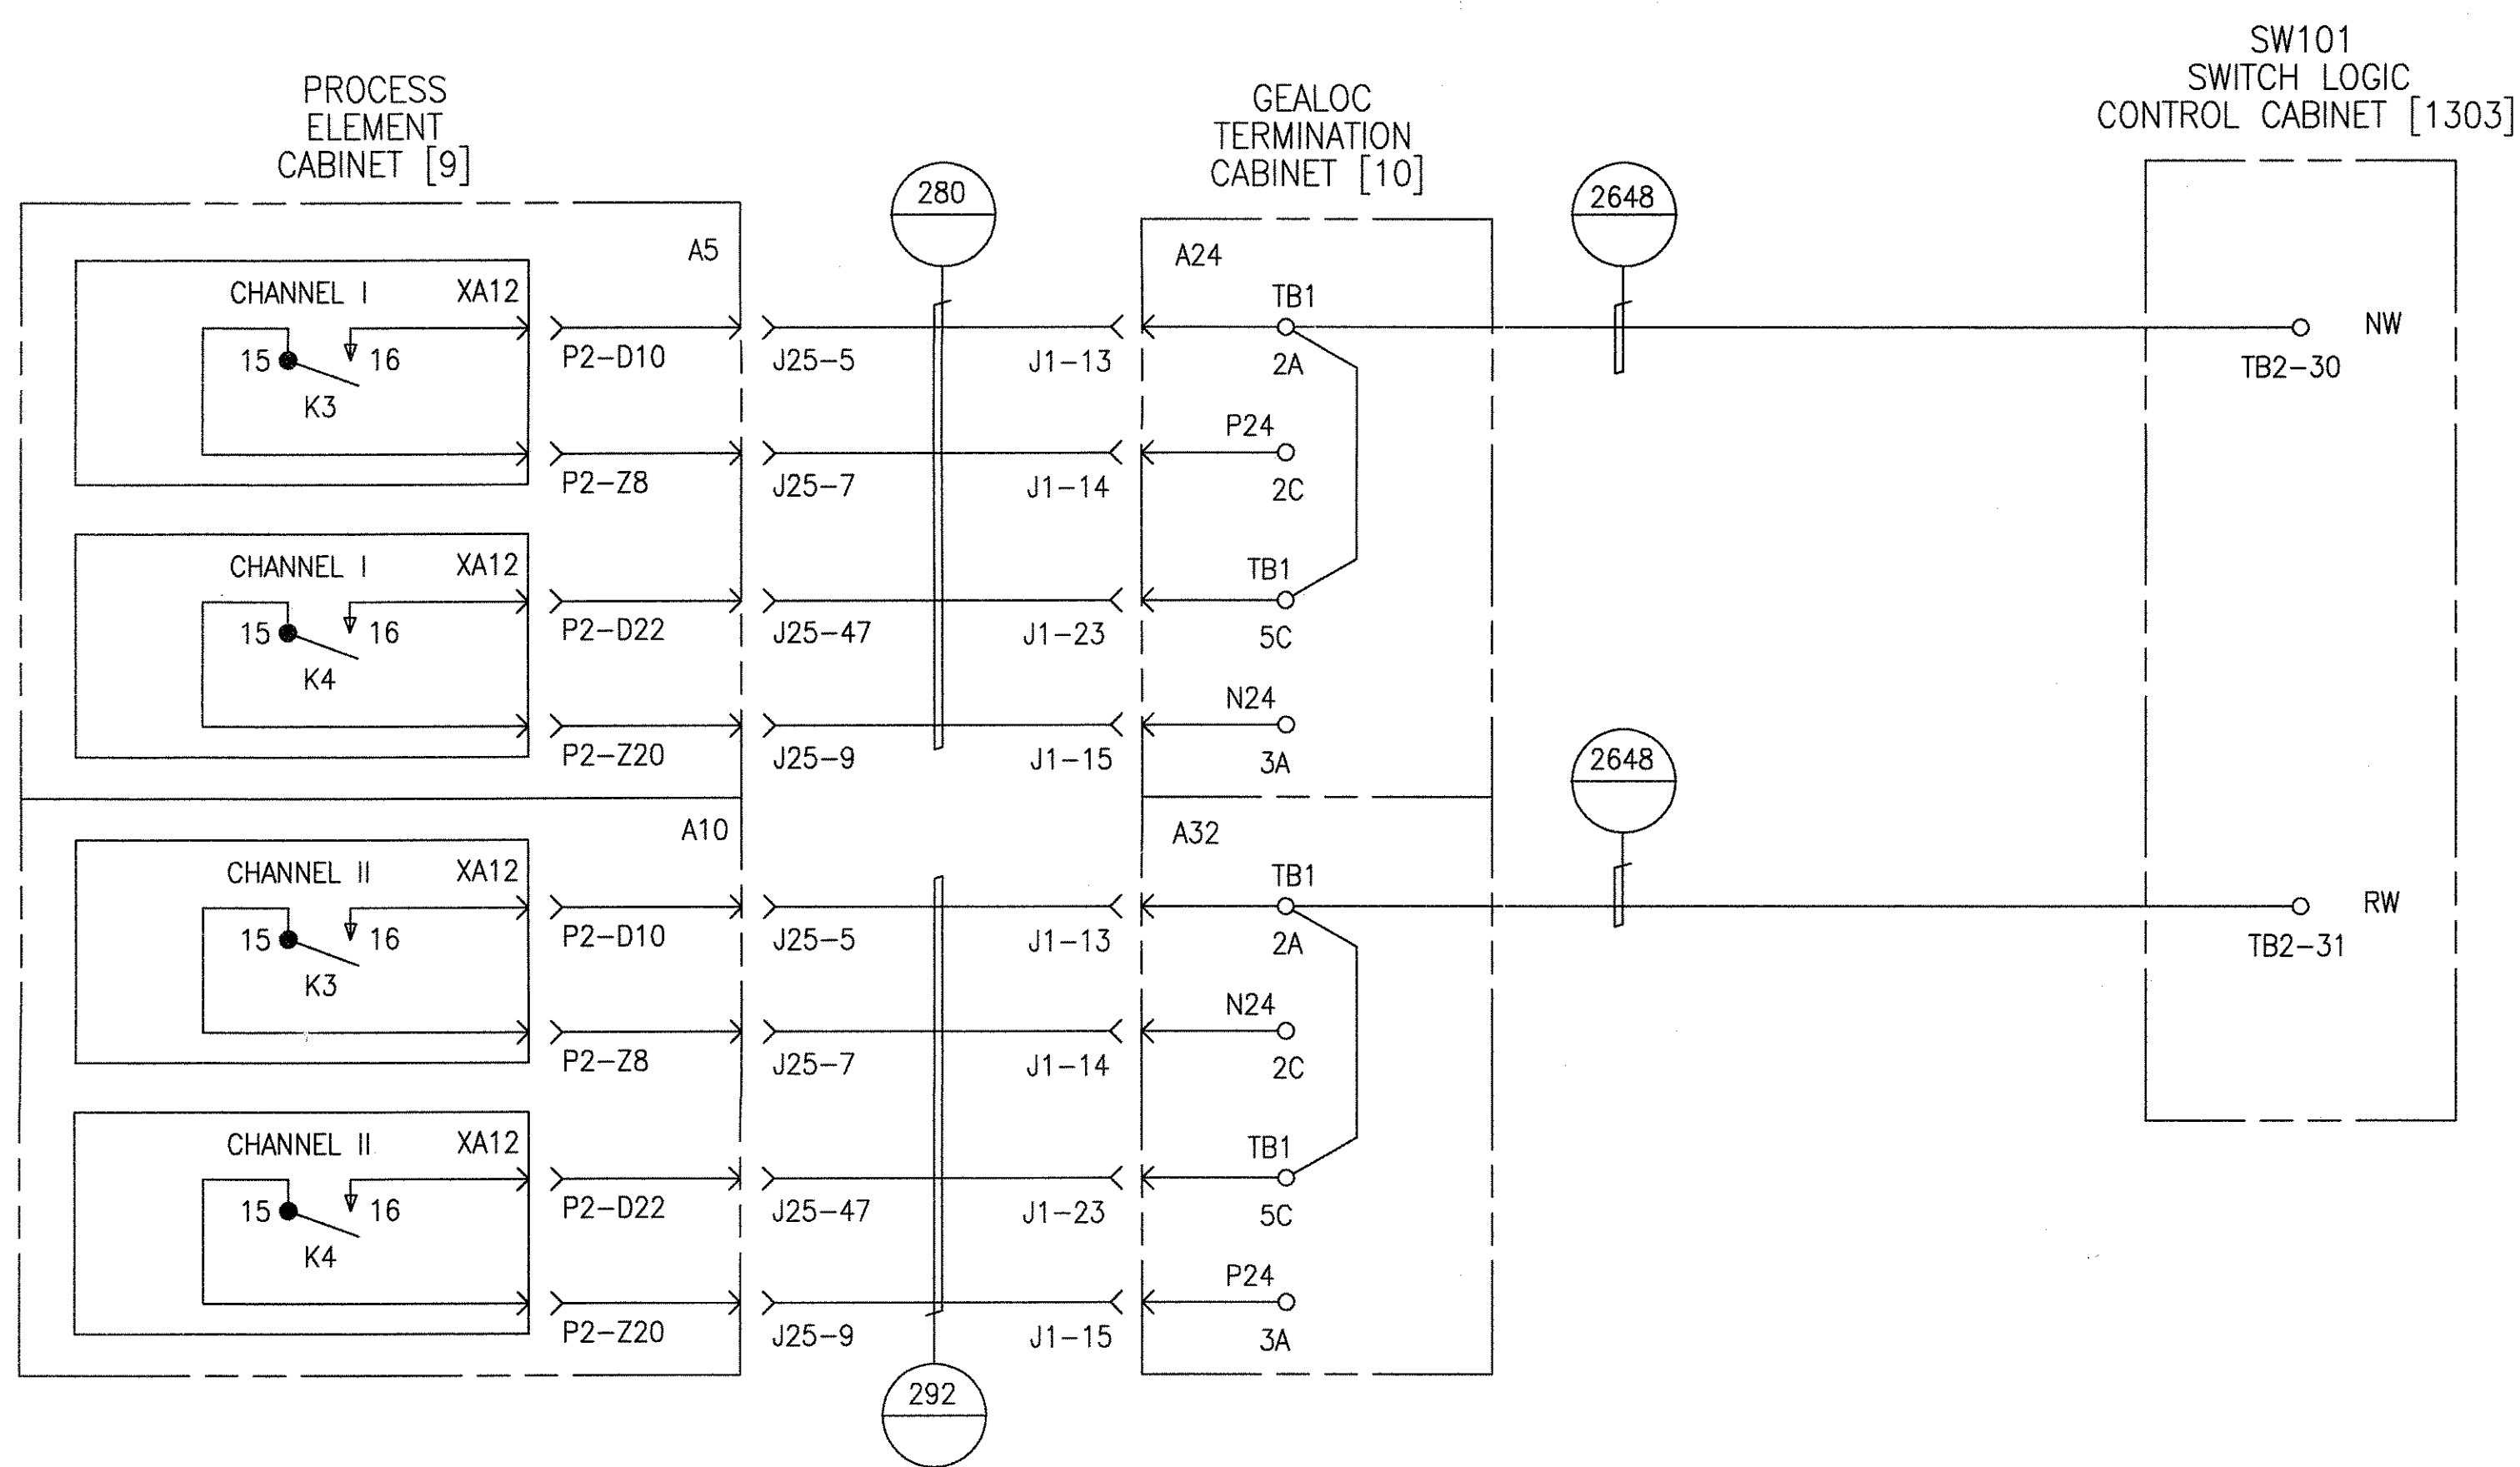 PROCESS
ELEMENT
CABINET [9]
GEALOC
TERMINATION
CABINET [10]
SW101
SWITCH LOGIC
CONTROL CABINET [1303]
280
2648
A5
A24
CHANNEL I
XA12
15
16
K3
P2-D10
J25-5
J1-13
TB1
2A
NW
TB2-30
P2-Z8
J25-7
J1-14
P24
2C
CHANNEL I
XA12
15
16
K4
P2-D22
J25-47
J1-23
TB1
5C
P2-Z20
J25-9
J1-15
N24
3A
2648
A10
A32
CHANNEL II
XA12
15
16
K3
P2-D10
J25-5
J1-13
TB1
2A
RW
TB2-31
P2-Z8
J25-7
J1-14
N24
2C
CHANNEL II
XA12
15
16
K4
P2-D22
J25-47
J1-23
TB1
5C
P2-Z20
J25-9
J1-15
P24
3A
292